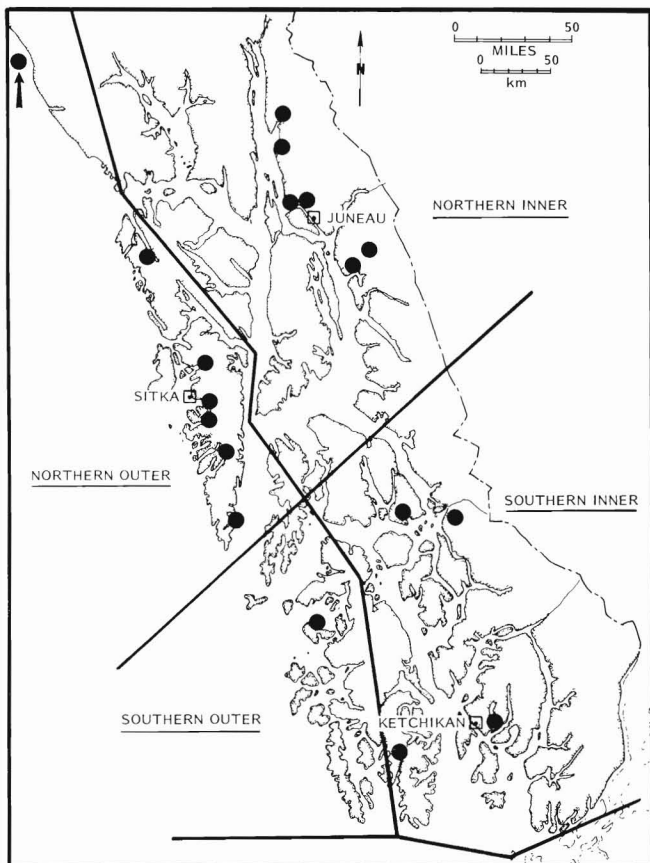 0 50
MILES
0 50
km
N
NORTHERN INNER
JUNEAU
SITKA
NORTHERN OUTER
SOUTHERN INNER
SOUTHERN OUTER
KETCHIKAN